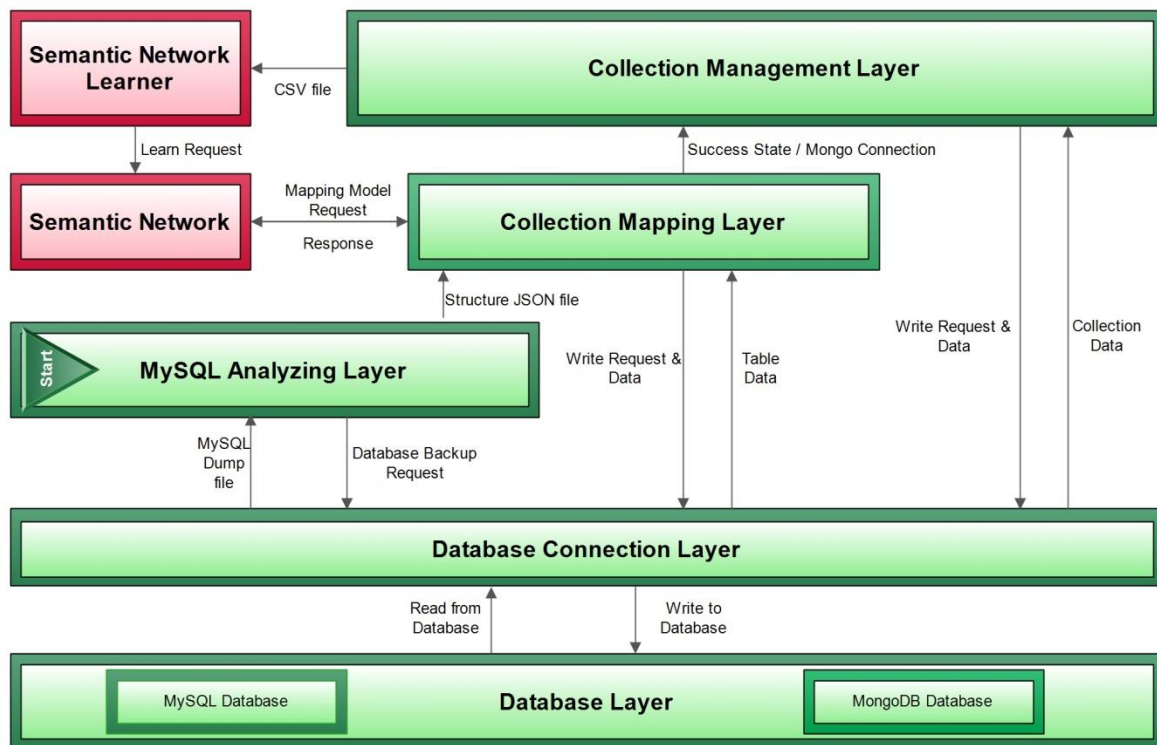 Semantic Network
Learner
CSV file
Collection Management Layer
Learn Request
Success State / Mongo Connection
Semantic Network
Mapping Model
Request
Response
Collection Mapping Layer
Structure JSON file
Start
MySQL Analyzing Layer
Write Request &
Data
Table
Data
Write Request &
Data
Collection
Data
MySQL
Dump
file
Database Backup
Request
Database Connection Layer
Read from
Database
Write to
Database
MySQL Database
Database Layer
MongoDB Database